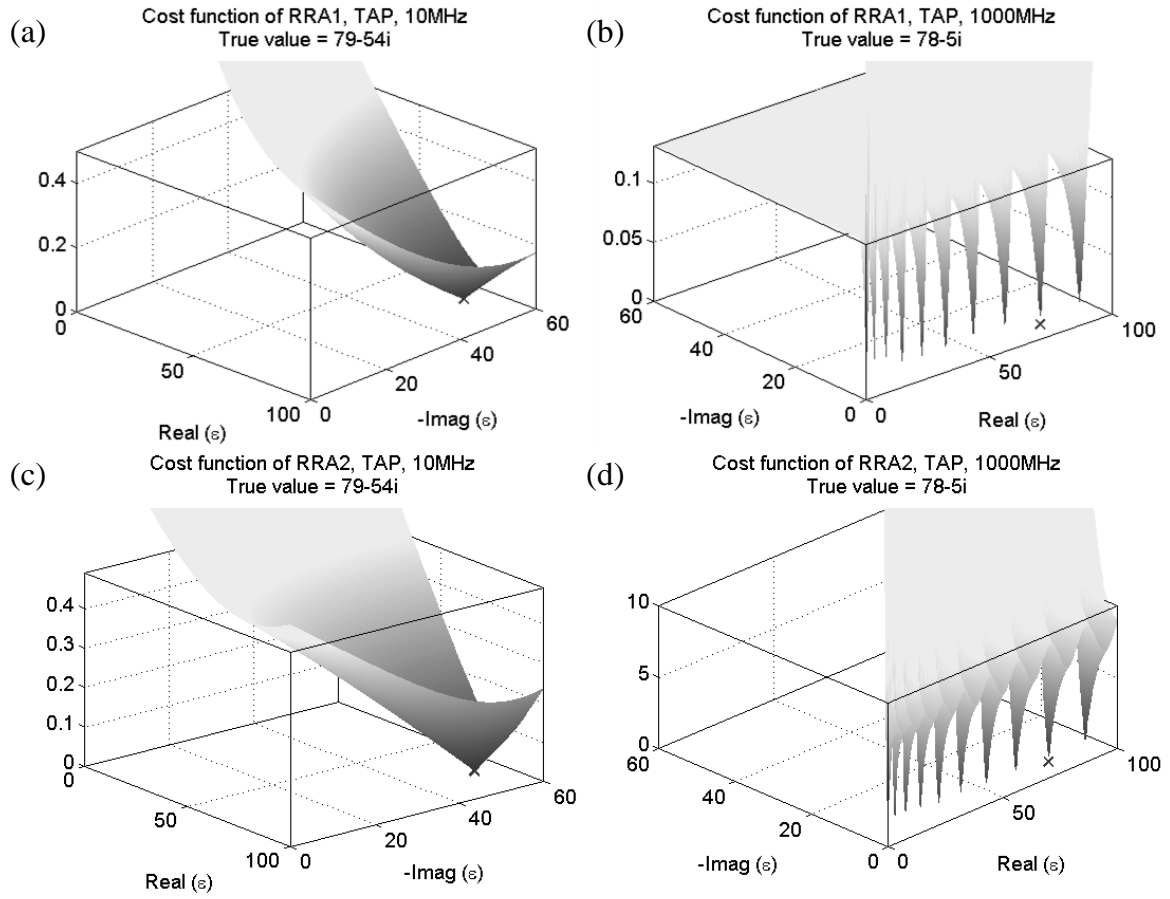 (a)
Cost function of RRA1, TAP, 10MHz
True value = 79-54i
0.4
0.2
0
0
50
100
0
20
40
60
Real (ε)
-Imag (ε)
(b)
Cost function of RRA1, TAP, 1000MHz
True value = 78-5i
0.1
0.05
0
60
40
20
0
0
50
100
-Imag (ε)
Real (ε)
(c)
Cost function of RRA2, TAP, 10MHz
True value = 79-54i
0.4
0.3
0.2
0.1
0
0
50
100
0
20
40
60
Real (ε)
-Imag (ε)
(d)
Cost function of RRA2, TAP, 1000MHz
True value = 78-5i
10
5
0
60
40
20
0
0
50
100
-Imag (ε)
Real (ε)